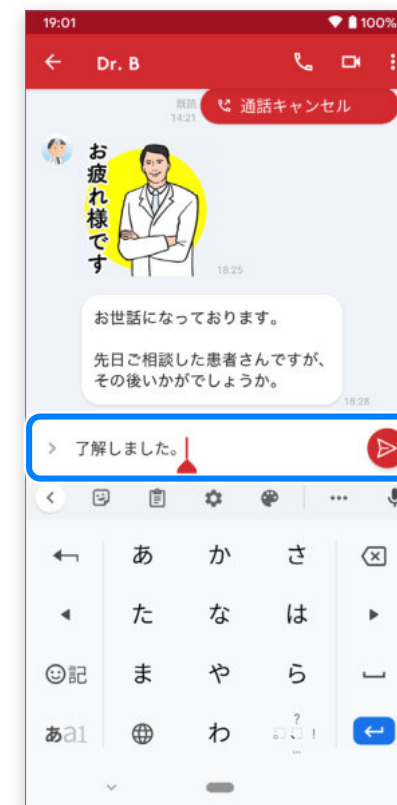 19:01
100%
Dr. B
既読
14:21
通話キャンセル
お疲れ様です
18:25
お世話になっております。
先日ご相談した患者さんですが、
その後いかがでしょうか。
18:28
了解しました。
あ
か
さ
た
な
は
記
ま
や
ら
あa1
わ
?
!